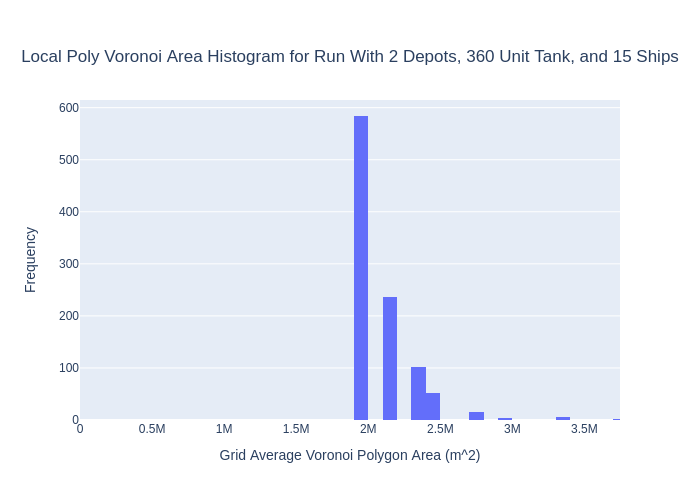 Local Poly Voronoi Area Histogram for Run With 2 Depots, 360 Unit Tank, and 15 Ships
600
500
400
300
200
100
0
Frequency
0 0.5M 1M 1.5M 2M 2.5M 3M 3.5M
Grid Average Voronoi Polygon Area (m^2)